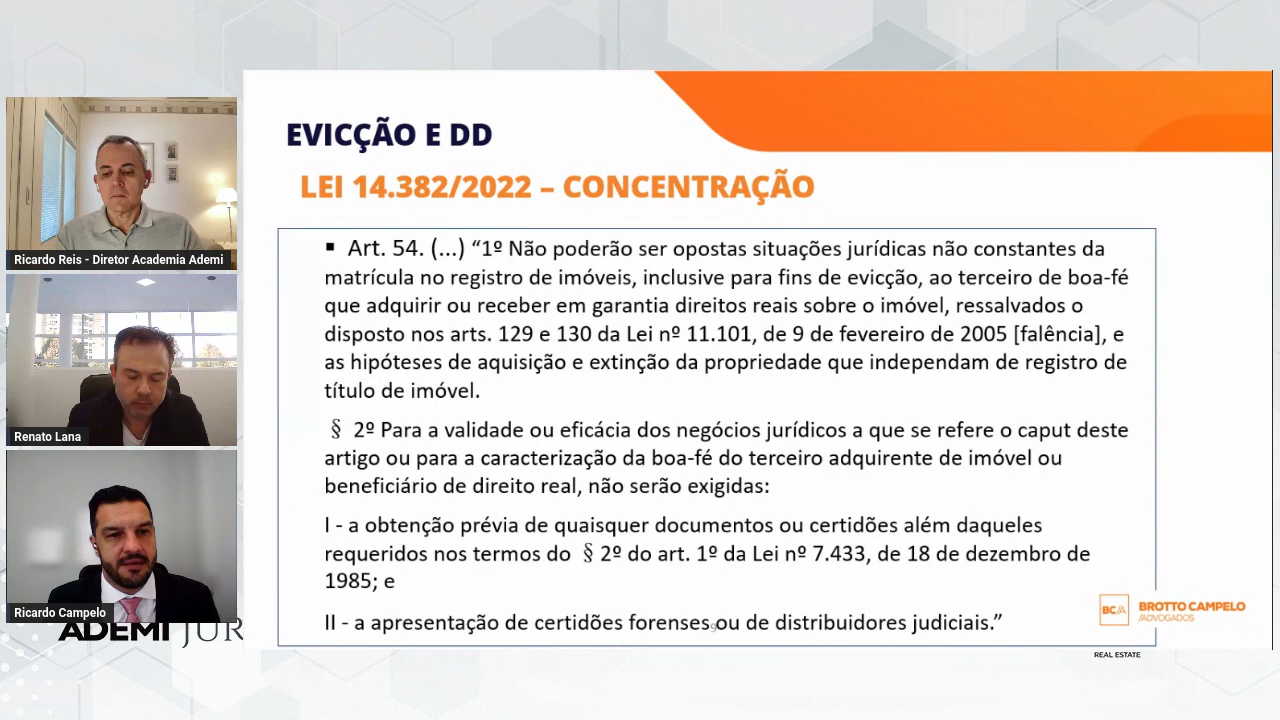 EVICÇÃO E DD
LEI 14.382/2022 – CONCENTRAÇÃO
▪ Art. 54. (...) “1º Não poderão ser opostas situações jurídicas não constantes da
matrícula no registro de imóveis, inclusive para fins de evicção, ao terceiro de boa-fé
que adquirir ou receber em garantia direitos reais sobre o imóvel, ressalvados o
disposto nos arts. 129 e 130 da Lei nº 11.101, de 9 de fevereiro de 2005 [falência], e
as hipóteses de aquisição e extinção da propriedade que independam de registro de
título de imóvel.
§ 2º Para a validade ou eficácia dos negócios jurídicos a que se refere o caput deste
artigo ou para a caracterização da boa-fé do terceiro adquirente de imóvel ou
beneficiário de direito real, não serão exigidas:
I - a obtenção prévia de quaisquer documentos ou certidões além daqueles
requeridos nos termos do § 2º do art. 1º da Lei nº 7.433, de 18 de dezembro de
1985; e
II - a apresentação de certidões forenses ou de distribuidores judiciais.”
BC/A
BROTTO CAMPELO
/ADVOGADOS
REAL ESTATE
Ricardo Reis - Diretor Academia Ademi
Renato Lana
Ricardo Campelo
ADEMI JUR